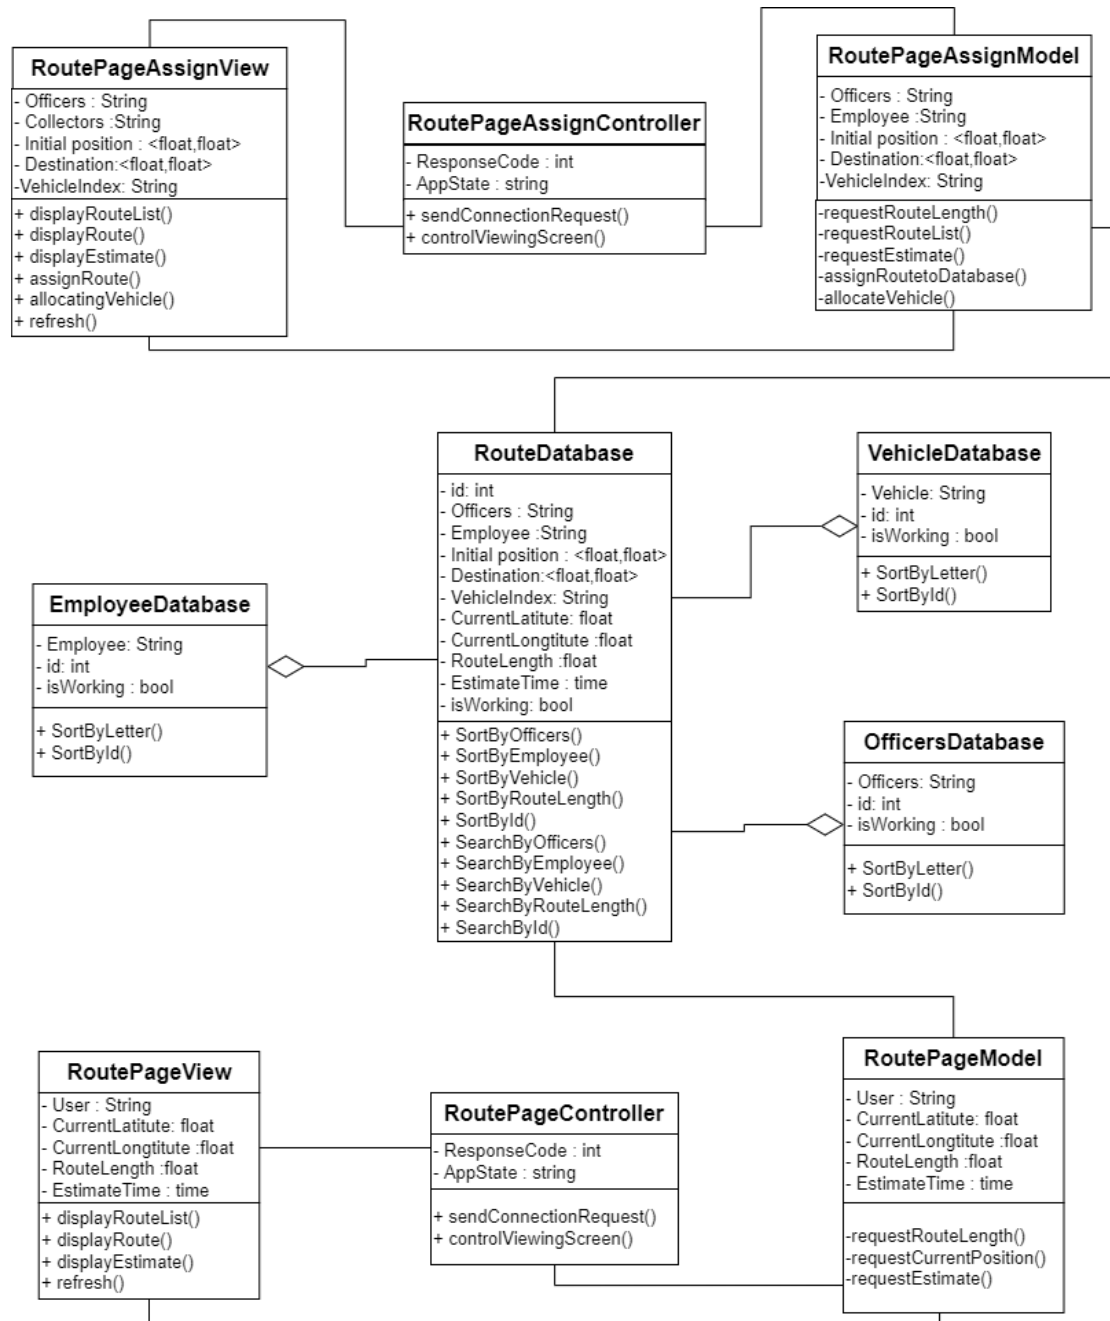 RoutePageAssignView
- Officers : String
- Collectors :String
- Initial position : <float,float>
- Destination:<float,float>
-VehicleIndex: String
+ displayRouteList()
+ displayRoute()
+ displayEstimate()
+ assignRoute()
+ allocatingVehicle()
+ refresh()
RoutePageAssignController
- ResponseCode : int
- AppState : string
+ sendConnectionRequest()
+ controlViewingScreen()
RoutePageAssignModel
- Officers : String
- Employee :String
- Initial position : <float,float>
- Destination:<float,float>
-VehicleIndex: String
-requestRouteLength()
-requestRouteList()
-requestEstimate()
-assignRoutetoDatabase()
-allocateVehicle()
RouteDatabase
- id: int
- Officers : String
- Employee :String
- Initial position : <float,float>
- Destination:<float,float>
- VehicleIndex: String
- CurrentLatitute: float
- CurrentLongtitute :float
- RouteLength :float
- EstimateTime : time
- isWorking: bool
+ SortByOfficers()
+ SortByEmployee()
+ SortByVehicle()
+ SortByRouteLength()
+ SortById()
+ SearchByOfficers()
+ SearchByEmployee()
+ SearchByVehicle()
+ SearchByRouteLength()
+ SearchById()
VehicleDatabase
- Vehicle: String
- id: int
- isWorking : bool
+ SortByLetter()
+ SortById()
EmployeeDatabase
- Employee: String
- id: int
- isWorking : bool
+ SortByLetter()
+ SortById()
OfficersDatabase
- Officers: String
- id: int
- isWorking : bool
+ SortByLetter()
+ SortById()
RoutePageView
- User : String
- CurrentLatitute: float
- CurrentLongtitute :float
- RouteLength :float
- EstimateTime : time
+ displayRouteList()
+ displayRoute()
+ displayEstimate()
+ refresh()
RoutePageController
- ResponseCode : int
- AppState : string
+ sendConnectionRequest()
+ controlViewingScreen()
RoutePageModel
- User : String
- CurrentLatitute: float
- CurrentLongtitute :float
- RouteLength :float
- EstimateTime : time
-requestRouteLength()
-requestCurrentPosition()
-requestEstimate()